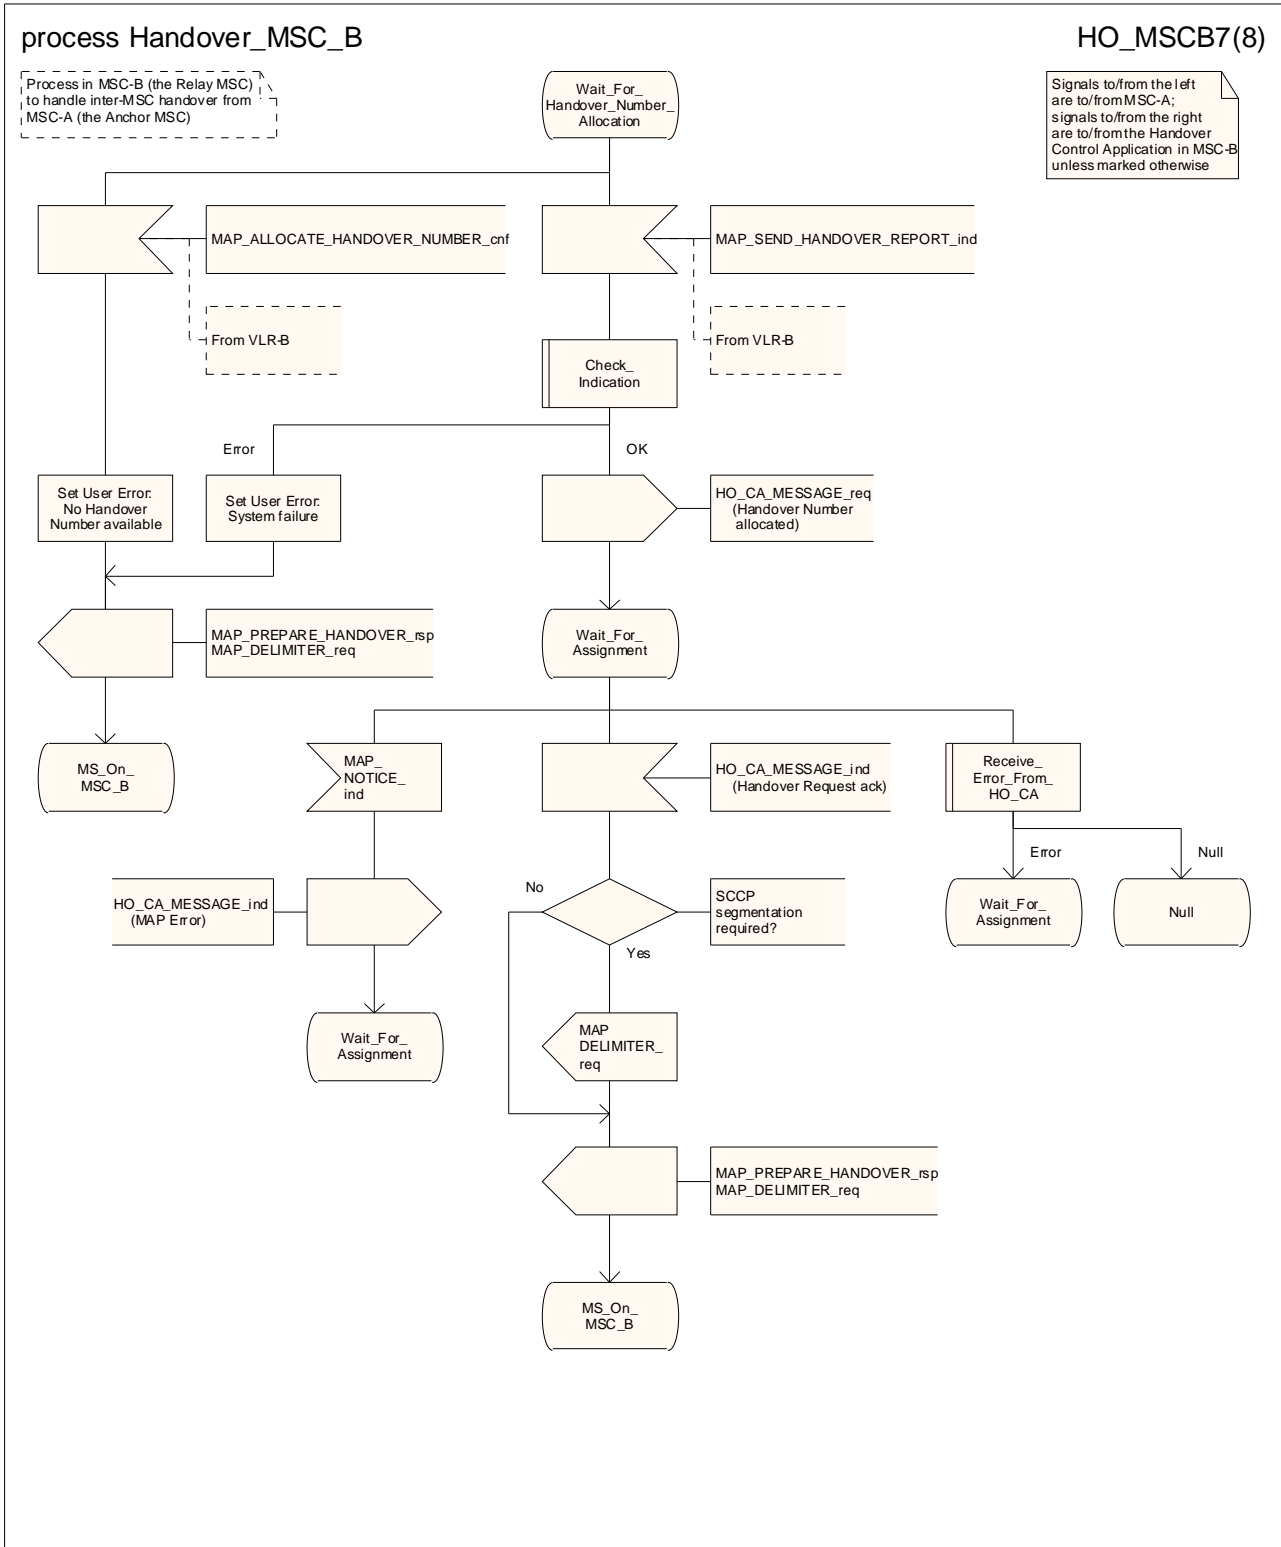 process Handover_MSC_B
HO_MSCB7(8)
Process in MSC-B (the Relay MSC)
to handle inter-MSC handover from
MSC-A (the Anchor MSC)
Wait_For_
Handover_Number_
Allocation
Signals to/from the left
are to/from MSC-A;
signals to/from the right
are to/from the Handover
Control Application in MSC-B
unless marked otherwise
MAP_ALLOCATE_HANDOVER_NUMBER_cnf
MAP_SEND_HANDOVER_REPORT_ind
From VLR-B
From VLR-B
Check_
Indication
Error
OK
Set User Error:
No Handover
Number available
Set User Error:
System failure
HO_CA_MESSAGE_req
(Handover Number
allocated)
MAP_PREPARE_HANDOVER_rsp
MAP_DELIMITER_req
Wait_For_
Assignment
MS_On_
MSC_B
MAP_
NOTICE_
ind
HO_CA_MESSAGE_ind
(Handover Request ack)
Receive_
Error_From_
HO_CA
Error
Null
HO_CA_MESSAGE_ind
(MAP Error)
No
SCCP
segmentation
required?
Yes
Wait_For_
Assignment
Null
Wait_For_
Assignment
MAP
DELIMITER_
req
MAP_PREPARE_HANDOVER_rsp
MAP_DELIMITER_req
MS_On_
MSC_B